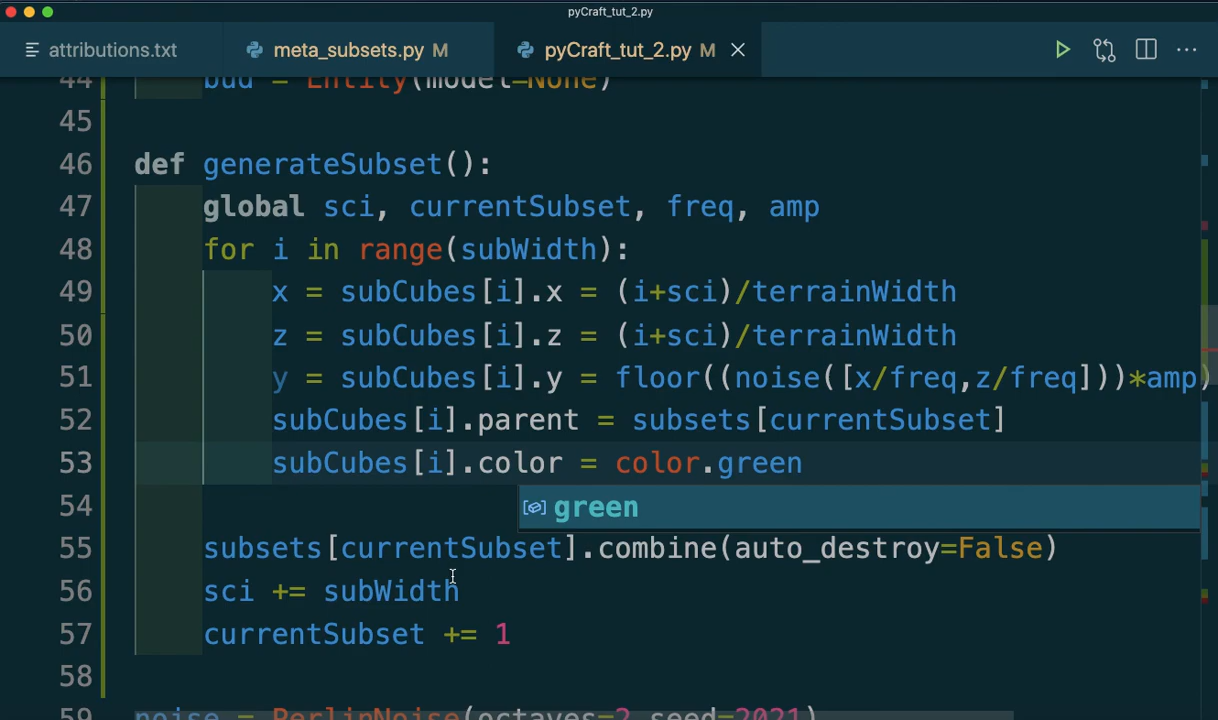 pyCraft_tut_2.py
attributions.txt meta_subsets.py M pyCraft_tut_2.py M
44 bud = Entity(model=None)
45
46 def generateSubset():
47 global sci, currentSubset, freq, amp
48 for i in range(subWidth):
49 x = subCubes[i].x = (i+sci)/terrainWidth
50 z = subCubes[i].z = (i+sci)/terrainWidth
51 y = subCubes[i].y = floor((noise([x/freq,z/freq]))*amp)
52 subCubes[i].parent = subsets[currentSubset]
53 subCubes[i].color = color.green
54
green
55 subsets[currentSubset].combine(auto_destroy=False)
56 sci += subWidth
57 currentSubset += 1
58
59 noise = PerlinNoise(octaves=2, seed=2021)